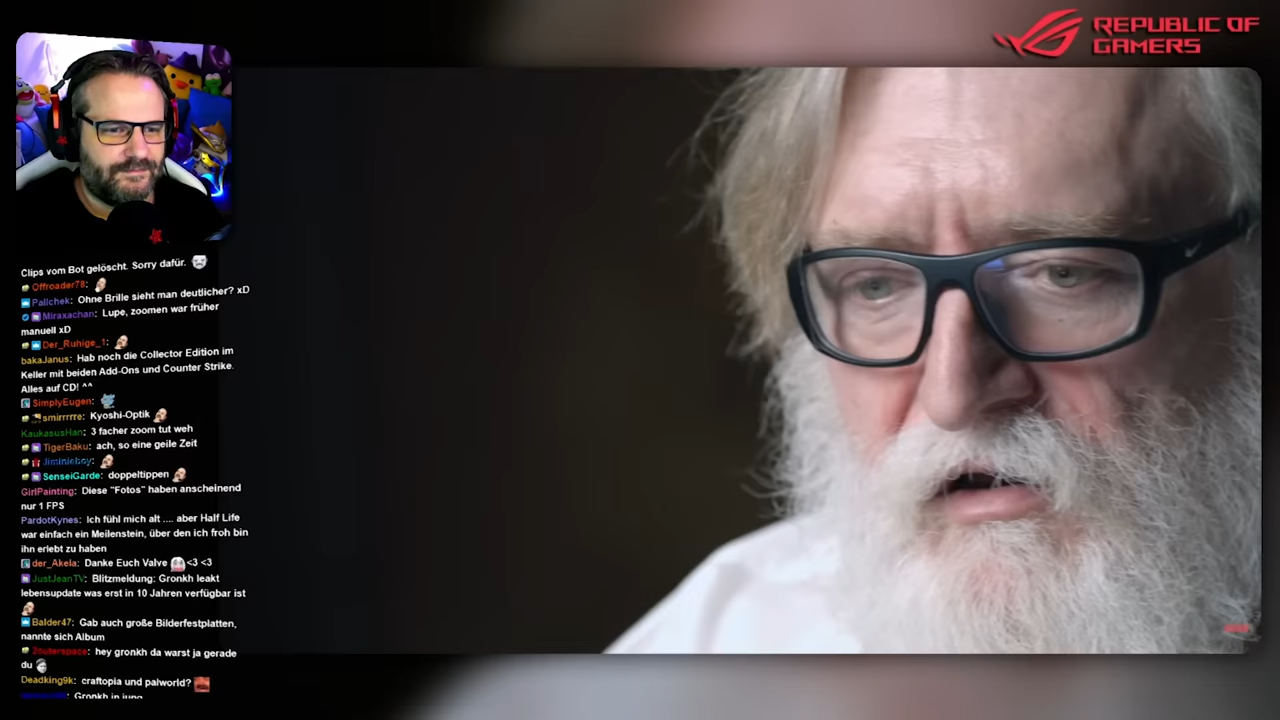 REPUBLIC OF
GAMERS
Clips vom Bot gelöscht. Sorry dafür.
Offroader78:
Pallchek: Ohne Brille sieht man deutlicher? xD
Miraxachan: Lupe, zoomen war früher
manuell xD
Der_Ruhige_1:
bakaJanus: Hab noch die Collector Edition im
Keller mit beiden Add-Ons und Counter Strike.
Alles auf CD! ^^
SimplyEugen:
smirrrrre: Kyoshi-Optik
KaukasusHan: 3 facher zoom tut weh
TigerBaku: ach, so eine geile Zeit
Jiminieboy:
SenseiGarde: doppeltippen
GirlPainting: Diese "Fotos" haben anscheinend
nur 1 FPS
PardotKynes: Ich fühl mich alt .... aber Half Life
war einfach ein Meilenstein, über den ich froh bin
ihn erlebt zu haben
der_Akela: Danke Euch Valve <3 <3
JustJeanTV: Blitzmeldung: Gronkh leakt
lebensupdate was erst in 10 Jahren verfügbar ist
Balder47: Gab auch große Bilderfestplatten,
nannte sich Album
2outerspace: hey gronkh da warst ja gerade
du
Deadking9k: craftopia und palworld?
: Gronkh in jung